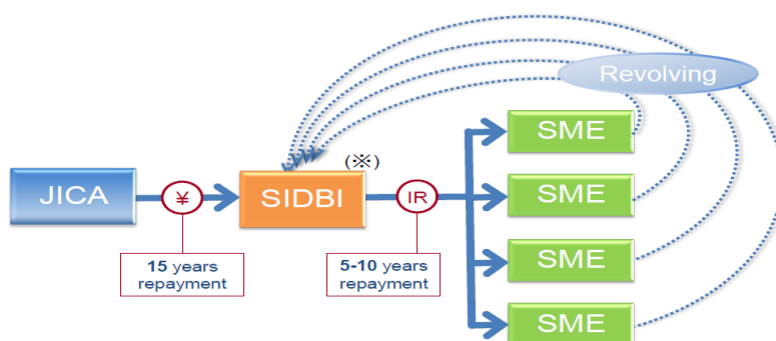 Revolving
SME
(※)
JICA
¥
SIDBI
IR
SME
15 years
repayment
5-10 years
repayment
SME
SME